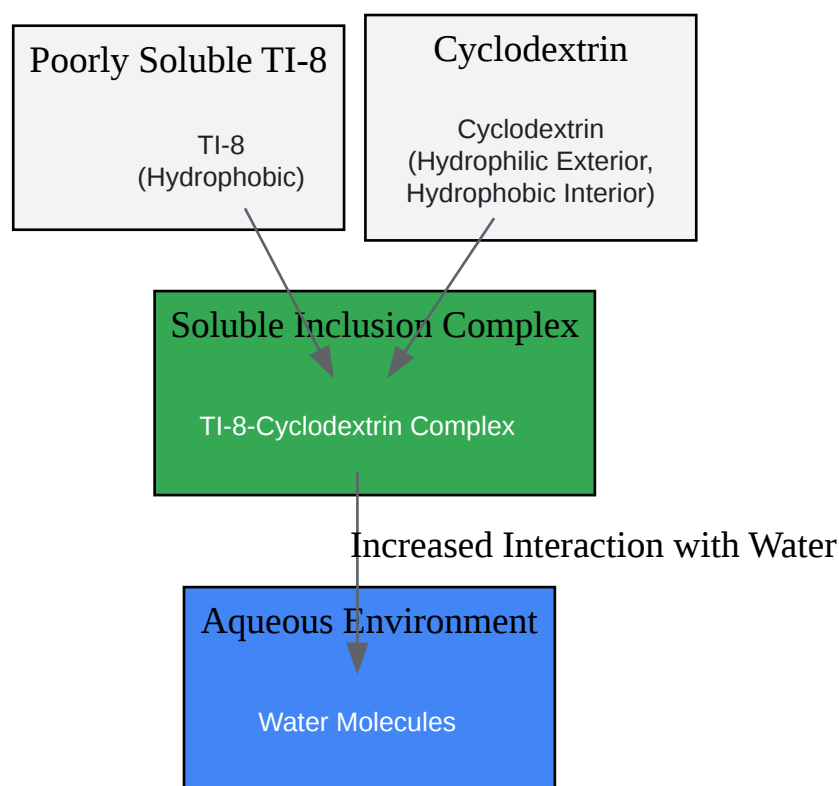 Poorly Soluble TI-8
TI-8
(Hydrophobic)
Cyclodextrin
Cyclodextrin
(Hydrophilic Exterior,
Hydrophobic Interior)
Soluble Inclusion Complex
TI-8-Cyclodextrin Complex
Increased Interaction with Water
Aqueous Environment
Water Molecules